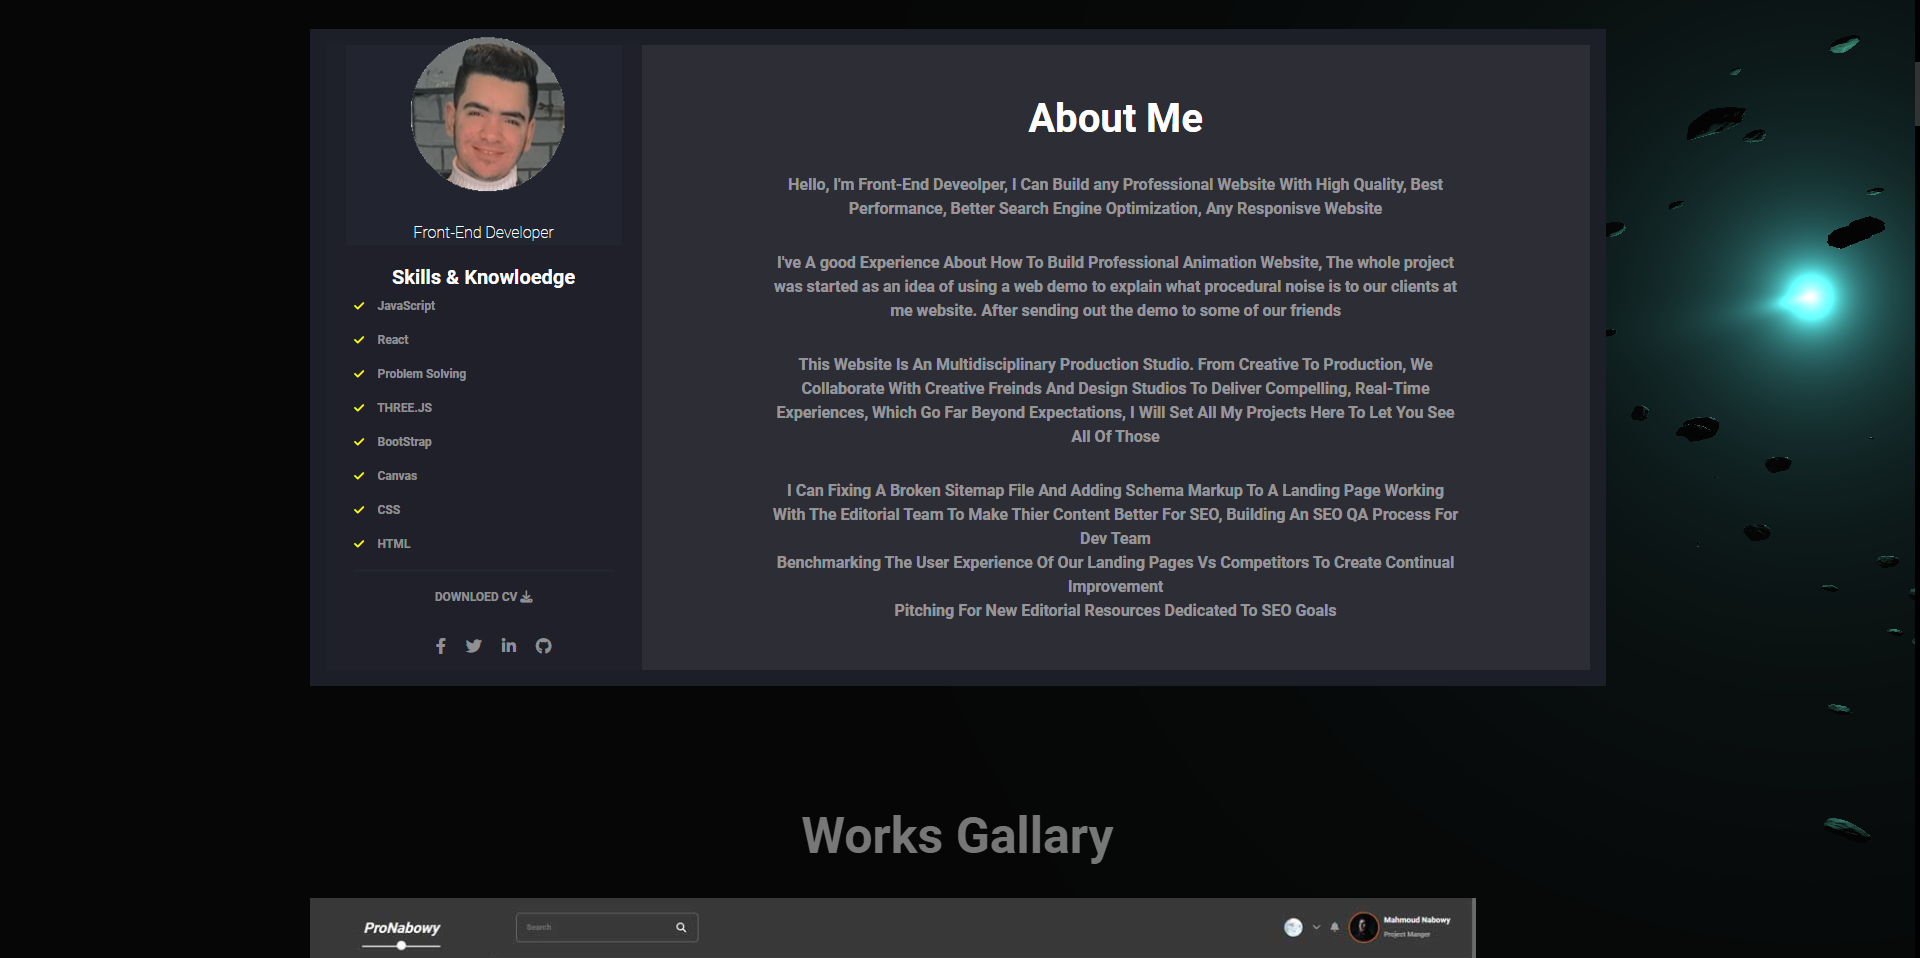 Front-End Developer
Skills & Knowloedge
JavaScript
React
Problem Solving
THREE.JS
BootStrap
Canvas
CSS
HTML
DOWNLOED CV
About Me
Hello, I'm Front-End Deveolper, I Can Build any Professional Website With High Quality, Best
Performance, Better Search Engine Optimization, Any Responisve Website
I've A good Experience About How To Build Professional Animation Website, The whole project
was started as an idea of using a web demo to explain what procedural noise is to our clients at
me website. After sending out the demo to some of our friends
This Website Is An Multidisciplinary Production Studio. From Creative To Production, We
Collaborate With Creative Freinds And Design Studios To Deliver Compelling, Real-Time
Experiences, Which Go Far Beyond Expectations, I Will Set All My Projects Here To Let You See
All Of Those
I Can Fixing A Broken Sitemap File And Adding Schema Markup To A Landing Page Working
With The Editorial Team To Make Thier Content Better For SEO, Building An SEO QA Process For
Dev Team
Benchmarking The User Experience Of Our Landing Pages Vs Competitors To Create Continual
Improvement
Pitching For New Editorial Resources Dedicated To SEO Goals
Works Gallary
ProNabowy
Search
Mahmoud Nabowy
Project Manger